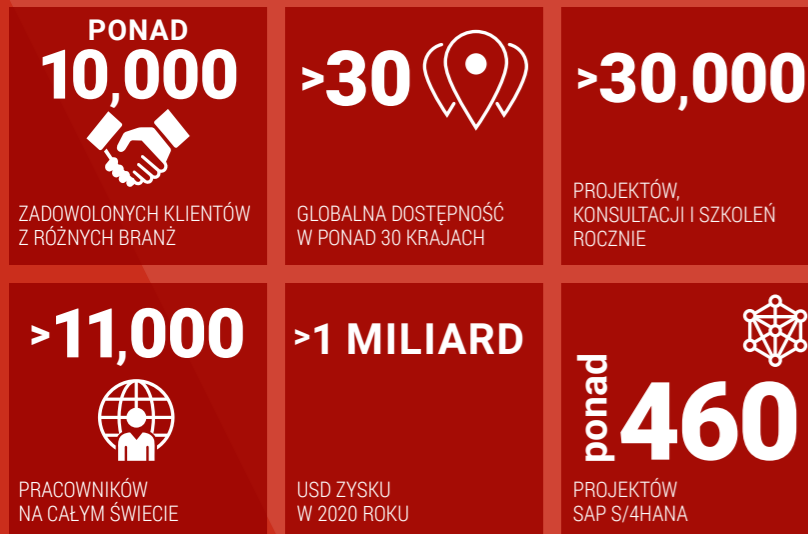 PONAD
10,000
ZADOWOLONYCH KLIENTÓW
Z RÓŻNYCH BRANŻ
>30
GLOBALNA DOSTĘPNOŚĆ
W PONAD 30 KRAJACH
>30,000
PROJEKTÓW,
KONSULTACJI I SZKOLEŃ
ROCZNIE
>11,000
PRACOWNIKÓW
NA CAŁYM ŚWIECIE
>1 MILIARD
USD ZYSKU
W 2020 ROKU
ponad
460
PROJEKTÓW
SAP S/4HANA